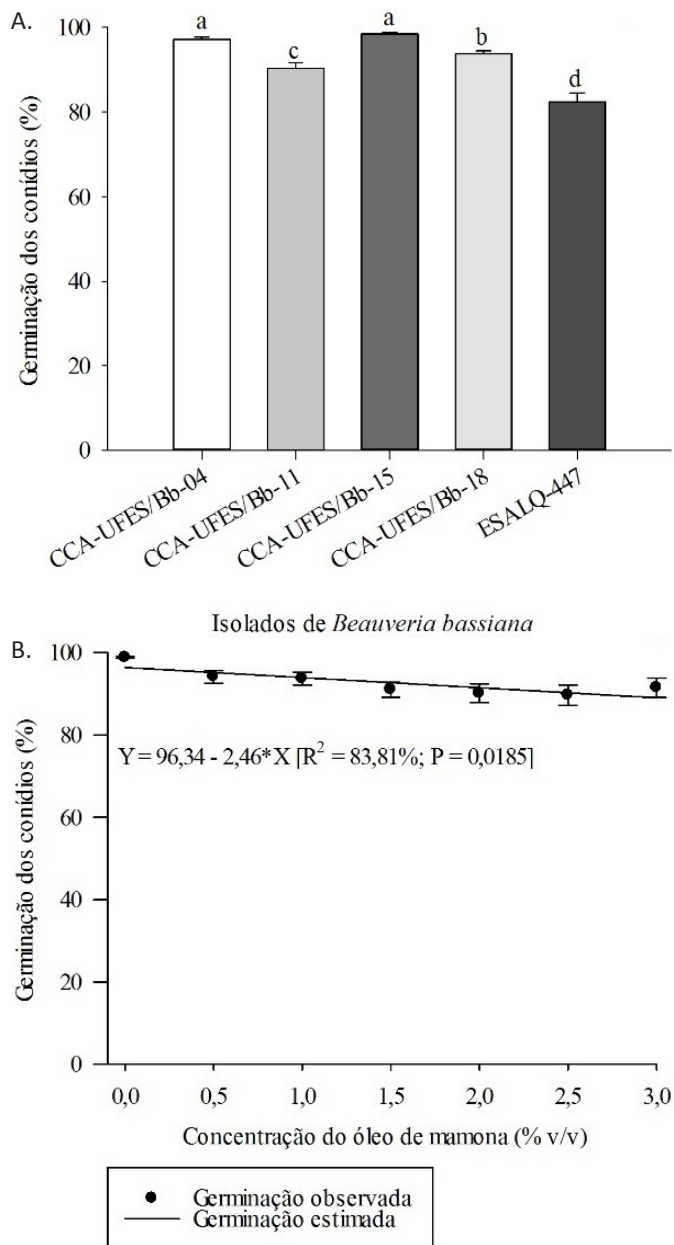 A.
Germinação dos conídios (%)
100
80
60
40
20
0
a
c
a
b
d
CCA-UFES/Bb-04
CCA-UFES/Bb-11
CCA-UFES/Bb-15
CCA-UFES/Bb-18
ESALQ-447
Isolados de Beauveria bassiana
B.
Germinação dos conídios (%)
100
80
60
40
20
0
Y = 96,34 - 2,46*X [R² = 83,81%; P = 0,0185]
0,0
0,5
1,0
1,5
2,0
2,5
3,0
Concentração do óleo de mamona (% v/v)
Germinação observada
Germinação estimada